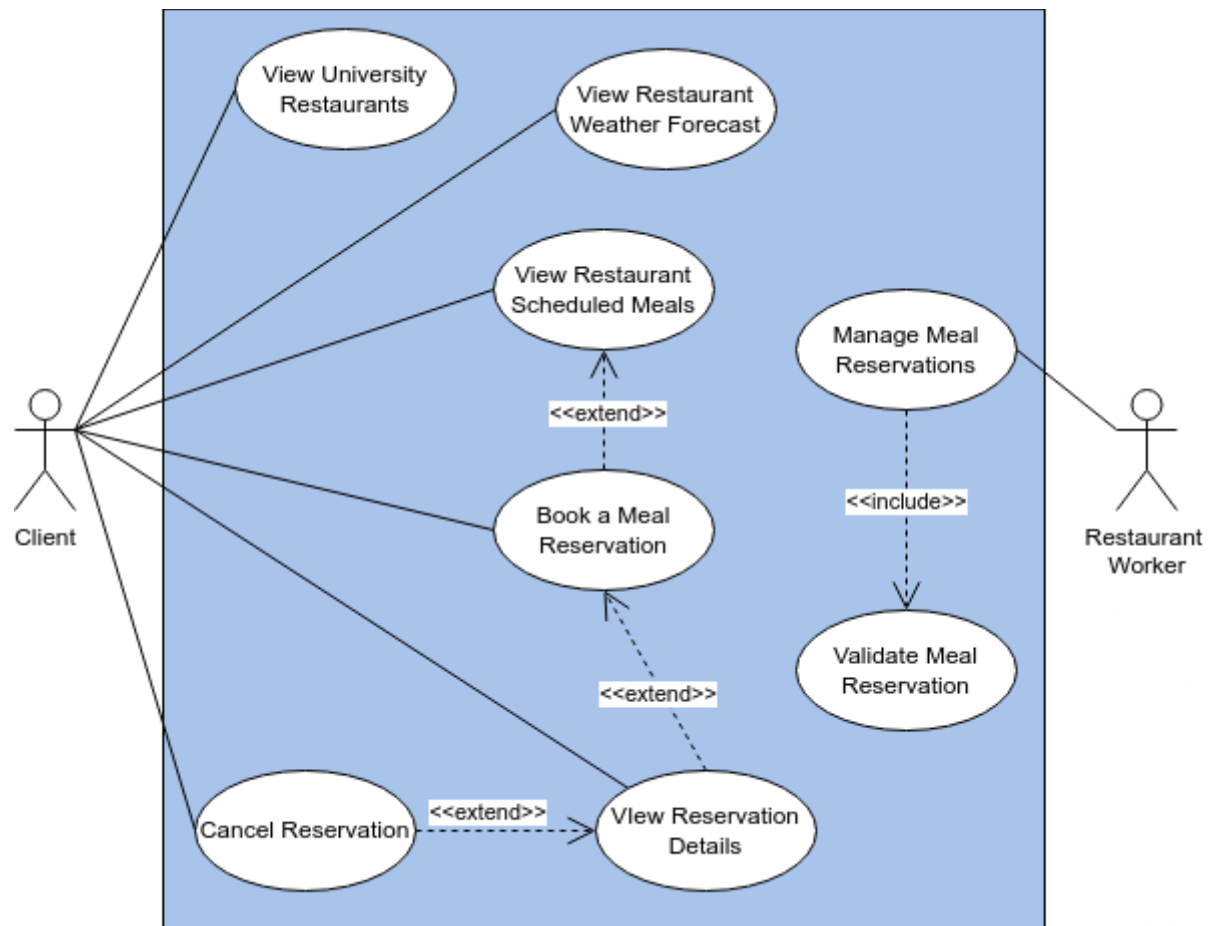 View University
Restaurants
View Restaurant
Weather Forecast
View Restaurant
Scheduled Meals
Manage Meal
Reservations
<<extend>>
Client
Book a Meal
Reservation
<<include>>
Restaurant
Worker
Validate Meal
Reservation
<<extend>>
Cancel Reservation
<<extend>>
VIew Reservation
Details